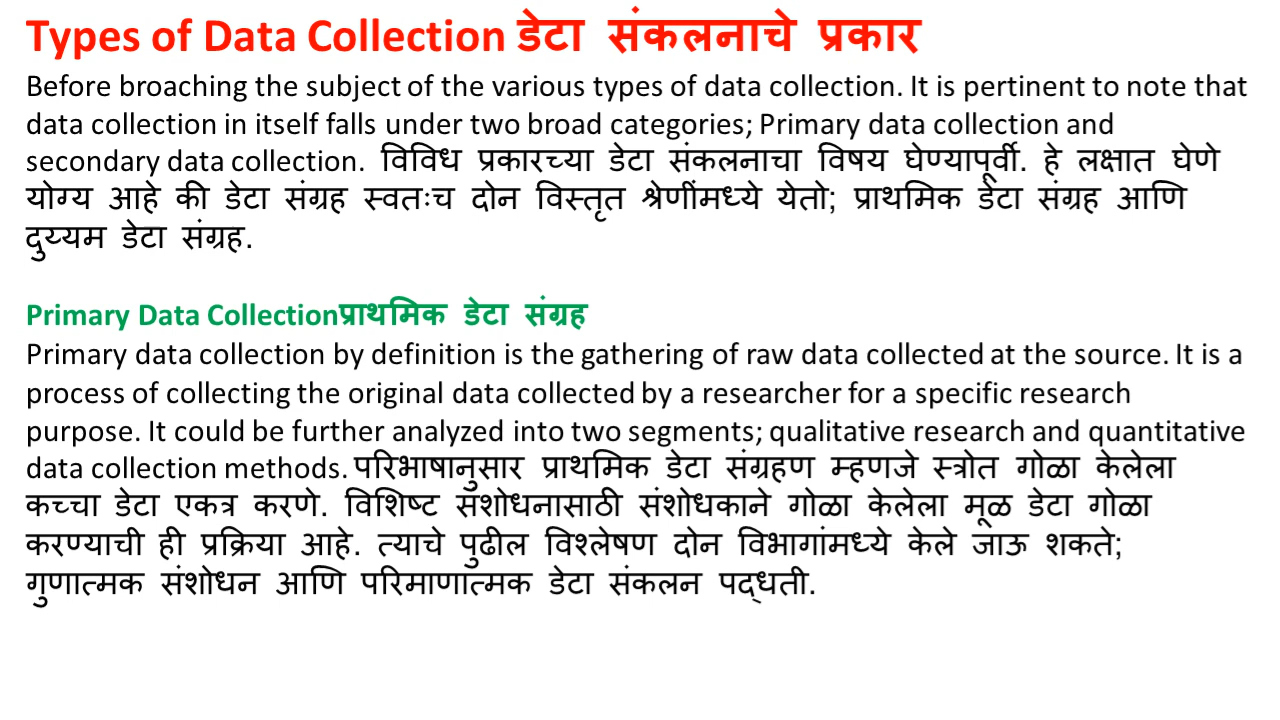 Types of Data Collection डेटा संकलनाचे प्रकार
Before broaching the subject of the various types of data collection. It is pertinent to note that
data collection in itself falls under two broad categories; Primary data collection and
secondary data collection. विविध प्रकारच्या डेटा संकलनाचा विषय घेण्यापूर्वी. हे लक्षात घेणे
योग्य आहे की डेटा संग्रह स्वतःच दोन विस्तृत श्रेणींमध्ये येतो; प्राथमिक डेटा संग्रह आणि
दुय्यम डेटा संग्रह.
Primary Data Collectionप्राथमिक डेटा संग्रह
Primary data collection by definition is the gathering of raw data collected at the source. It is a
process of collecting the original data collected by a researcher for a specific research
purpose. It could be further analyzed into two segments; qualitative research and quantitative
data collection methods. परिभाषानुसार प्राथमिक डेटा संग्रहण म्हणजे स्त्रोत गोळा केलेला
कच्चा डेटा एकत्र करणे. विशिष्ट संशोधनासाठी संशोधकाने गोळा केलेला मूळ डेटा गोळा
करण्याची ही प्रक्रिया आहे. त्याचे पुढील विश्लेषण दोन विभागांमध्ये केले जाऊ शकते;
गुणात्मक संशोधन आणि परिमाणात्मक डेटा संकलन पद्धती.